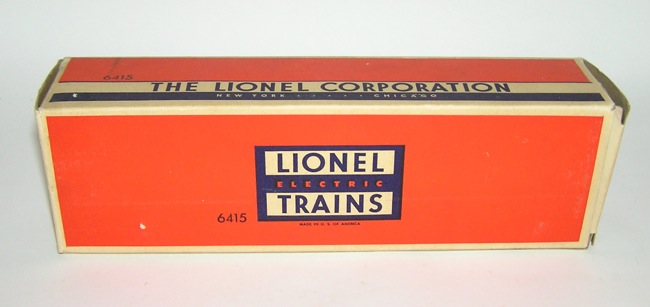 6415
THE LIONEL CORPORATION
NEW YORK · · · · · CHICAGO
LIONEL
ELECTRIC
TRAINS
6415
MADE IN U. S. OF AMERICA